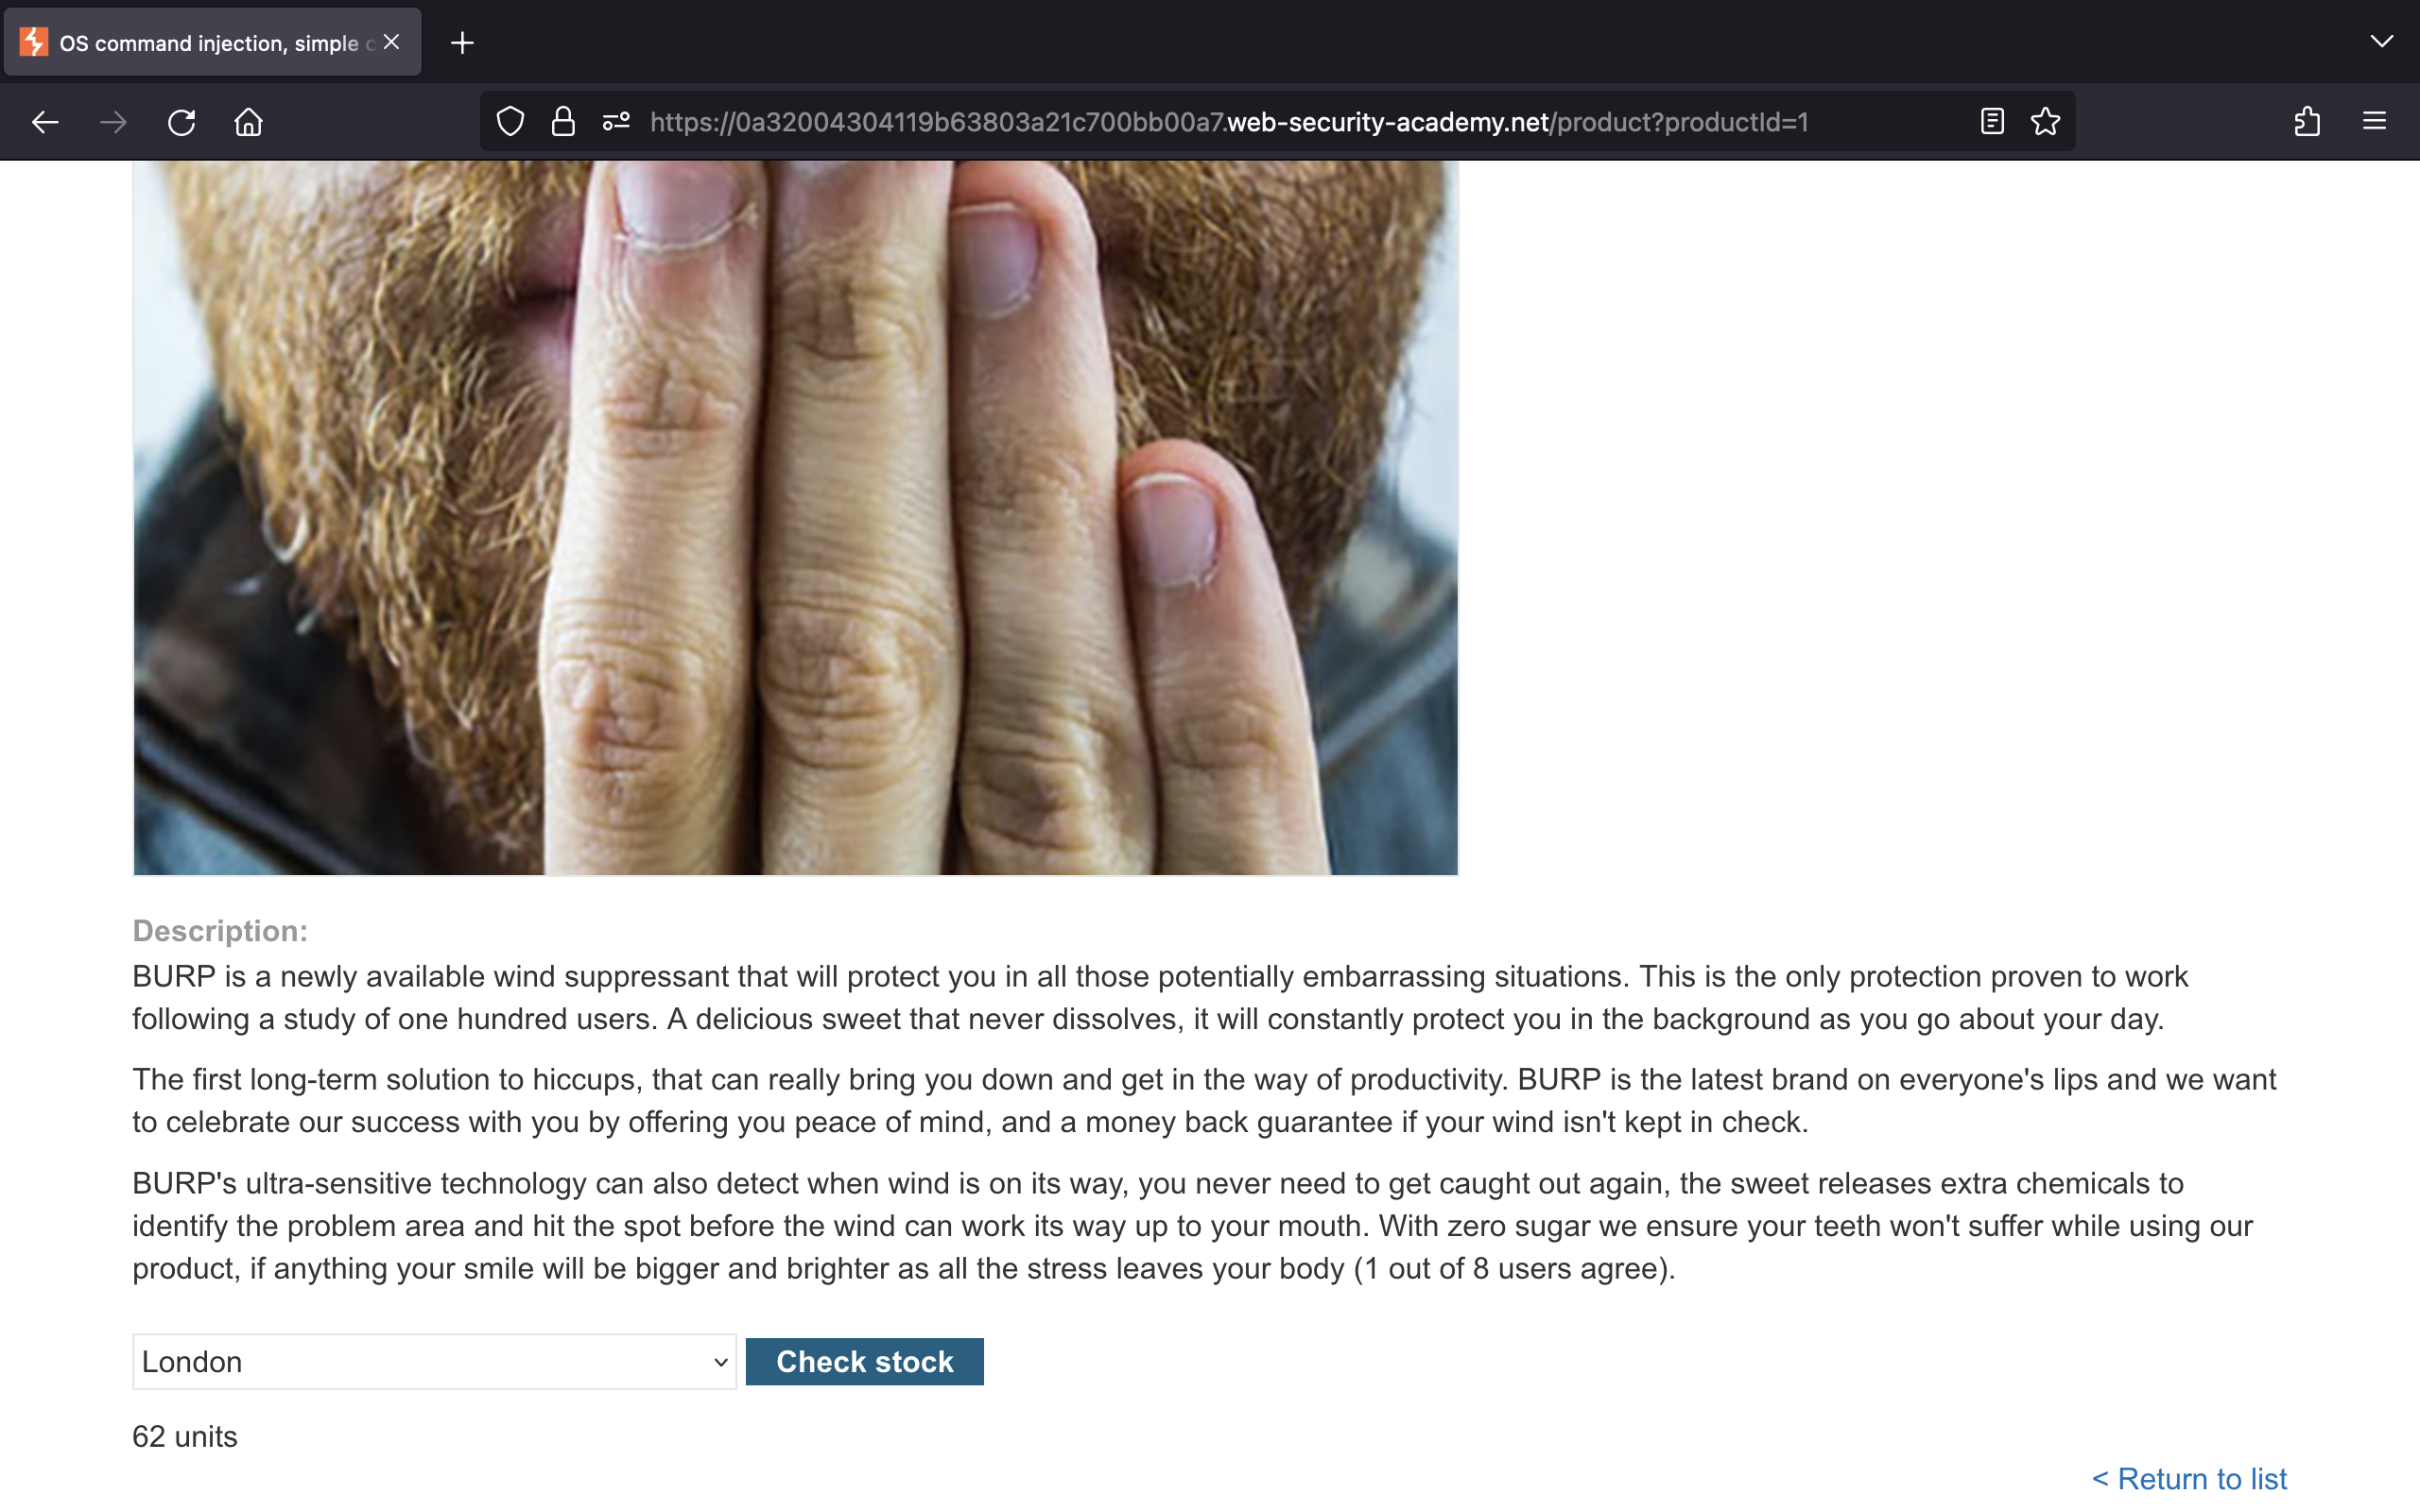 OS command injection, simple c
https://0a32004304119b63803a21c700bb00a7.web-security-academy.net/product?productId=1
Description:
BURP is a newly available wind suppressant that will protect you in all those potentially embarrassing situations. This is the only protection proven to work
following a study of one hundred users. A delicious sweet that never dissolves, it will constantly protect you in the background as you go about your day.
The first long-term solution to hiccups, that can really bring you down and get in the way of productivity. BURP is the latest brand on everyone's lips and we want
to celebrate our success with you by offering you peace of mind, and a money back guarantee if your wind isn't kept in check.
BURP's ultra-sensitive technology can also detect when wind is on its way, you never need to get caught out again, the sweet releases extra chemicals to
identify the problem area and hit the spot before the wind can work its way up to your mouth. With zero sugar we ensure your teeth won't suffer while using our
product, if anything your smile will be bigger and brighter as all the stress leaves your body (1 out of 8 users agree).
London
Check stock
62 units
< Return to list